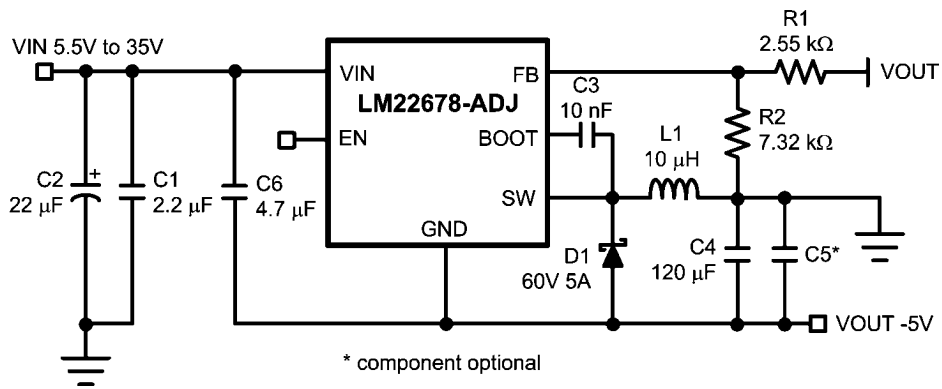 VIN 5.5V to 35V
VIN
FB
LM22678-ADJ
EN
BOOT
SW
GND
C3
10 nF
R1
2.55 kΩ
VOUT
R2
7.32 kΩ
L1
10 μH
C2
+
22 μF
C1
2.2 μF
C6
4.7 μF
D1
60V 5A
C4
120 μF
C5*
VOUT -5V
* component optional